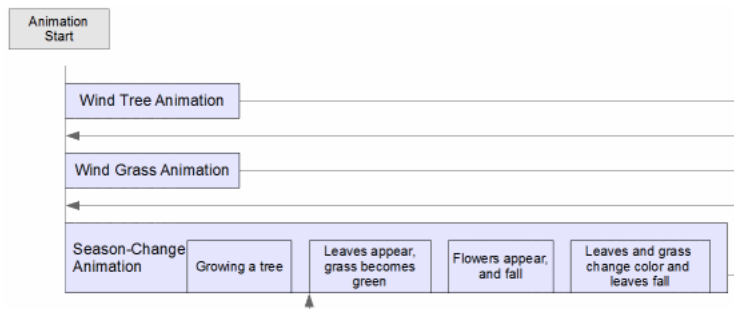 Animation
Start
Wind Tree Animation
Wind Grass Animation
Season-Change
Animation
Growing a tree
Leaves appear,
grass becomes
green
Flowers appear,
and fall
Leaves and grass
change color and
leaves fall